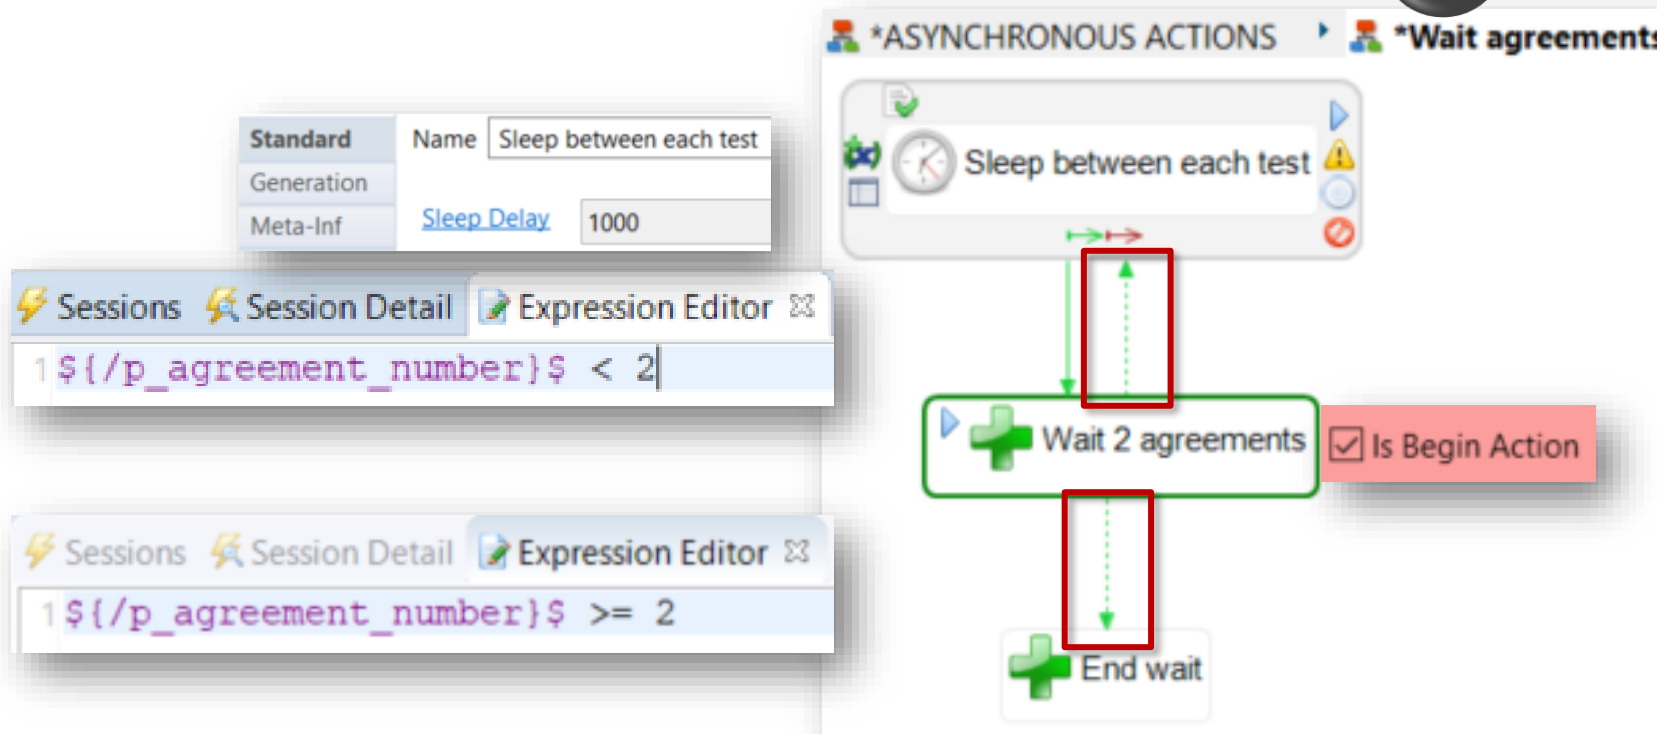 *ASYNCHRONOUS ACTIONS *Wait agreements
Standard
Name Sleep between each test
Generation
Meta-Inf
Sleep Delay 1000
Sleep between each test
Sessions Session Detail Expression Editor
1 ${/p_agreement_number}$ < 2
Wait 2 agreements
Is Begin Action
Sessions Session Detail Expression Editor
1 ${/p_agreement_number}$ >= 2
End wait